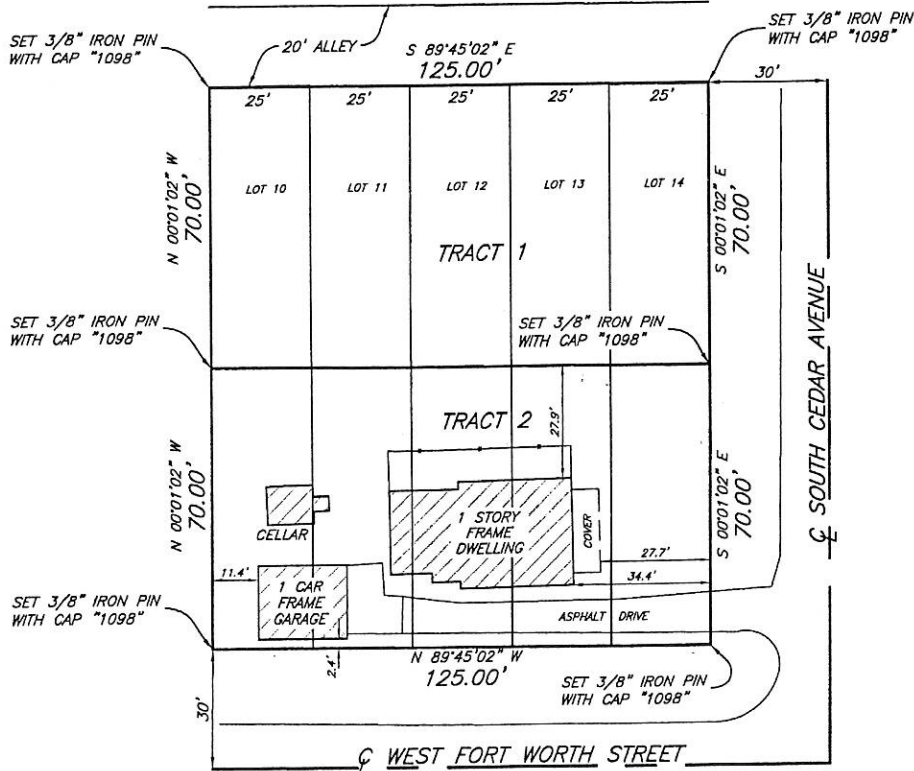 SET 3/8" IRON PIN
WITH CAP "1098"
20' ALLEY
S 89°45'02" E
125.00'
SET 3/8" IRON PIN
WITH CAP "1098"
30'
25'
25'
25'
25'
25'
N 00°01'02" W
70.00'
LOT 10
LOT 11
LOT 12
LOT 13
LOT 14
S 00°01'02" E
70.00'
TRACT 1
SET 3/8" IRON PIN
WITH CAP "1098"
SET 3/8" IRON PIN
WITH CAP "1098"
℄ SOUTH CEDAR AVENUE
TRACT 2
27.9'
N 00°01'02" W
70.00'
S 00°01'02" E
70.00'
CELLAR
1 STORY
FRAME
DWELLING
COVER
27.7'
34.4'
11.4'
1 CAR
FRAME
GARAGE
ASPHALT DRIVE
SET 3/8" IRON PIN
WITH CAP "1098"
2.4'
N 89°45'02" W
125.00'
SET 3/8" IRON PIN
WITH CAP "1098"
30'
℄ WEST FORT WORTH STREET